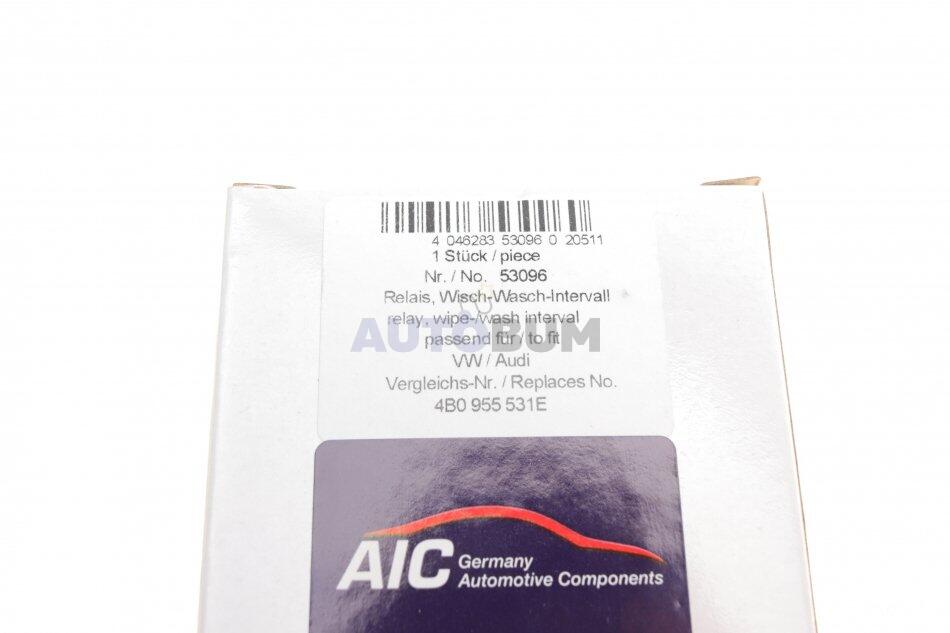 4 046283 53096 0 20511
1 Stück / piece
Nr. / No. 53096
Relais, Wisch-Wasch-Intervall
relay, wipe-/wash interval
AUTOBUM
passend für / to fit
VW / Audi
Vergleichs-Nr. / Replaces No.
4B0 955 531E
AIC Germany
Automotive Components